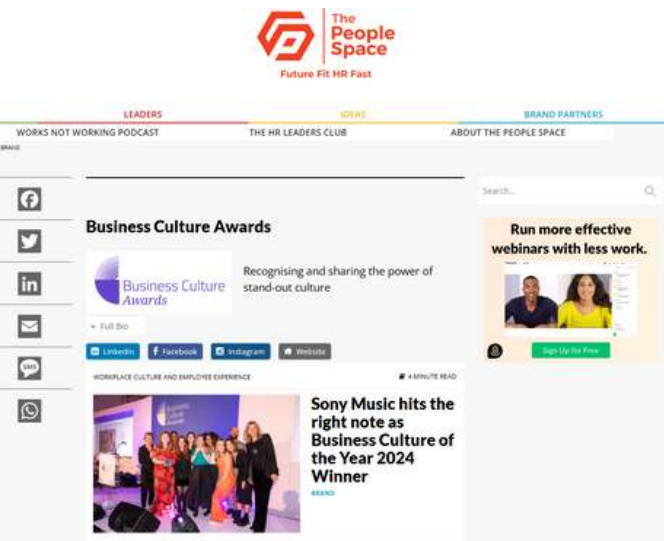 The
People
Space
Future Fit HR Fast
LEADERS
IDEAS
BRAND PARTNERS
WORKS NOT WORKING PODCAST
THE HR LEADERS CLUB
ABOUT THE PEOPLE SPACE
BRAND
Search...
Business Culture Awards
Business Culture
Awards
Recognising and sharing the power of
stand-out culture
Full Bio
LinkedIn
Facebook
Instagram
Website
SMS
Run more effective
webinars with less work.
Sign Up for Free
WORKPLACE CULTURE AND EMPLOYEE EXPERIENCE
4 MINUTE READ
Business
Culture
Awards
Sony Music hits the
right note as
Business Culture of
the Year 2024
Winner
BRAND